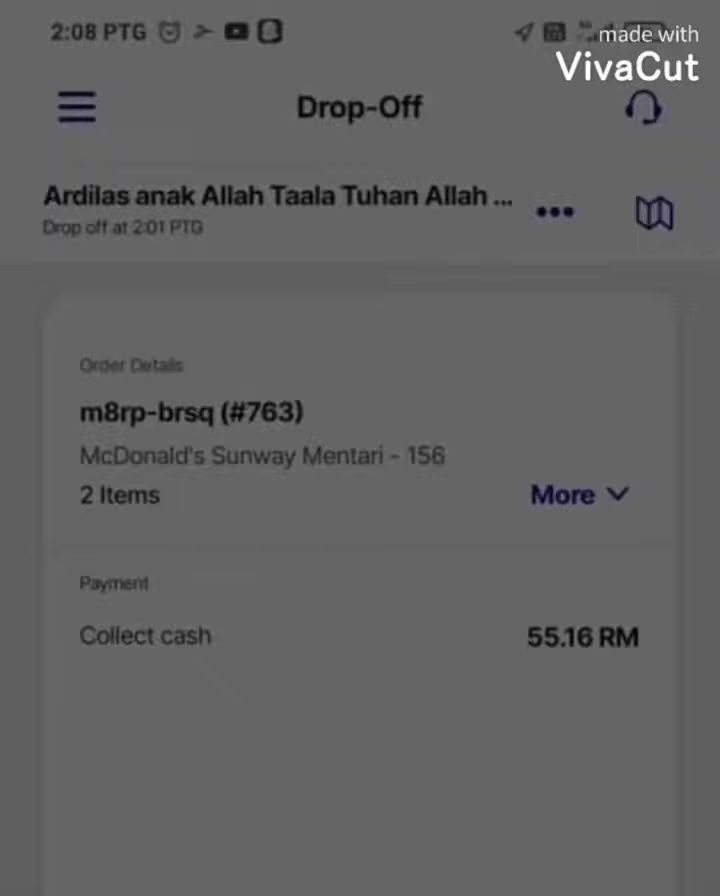 2:08 PTG
made with
VivaCut
Drop-Off
Ardilas anak Allah Taala Tuhan Allah ...
Drop off at 2:01 PTG
Order Details
m8rp-brsq (#763)
McDonald's Sunway Mentari - 156
2 Items
More
Payment
Collect cash
55.16 RM